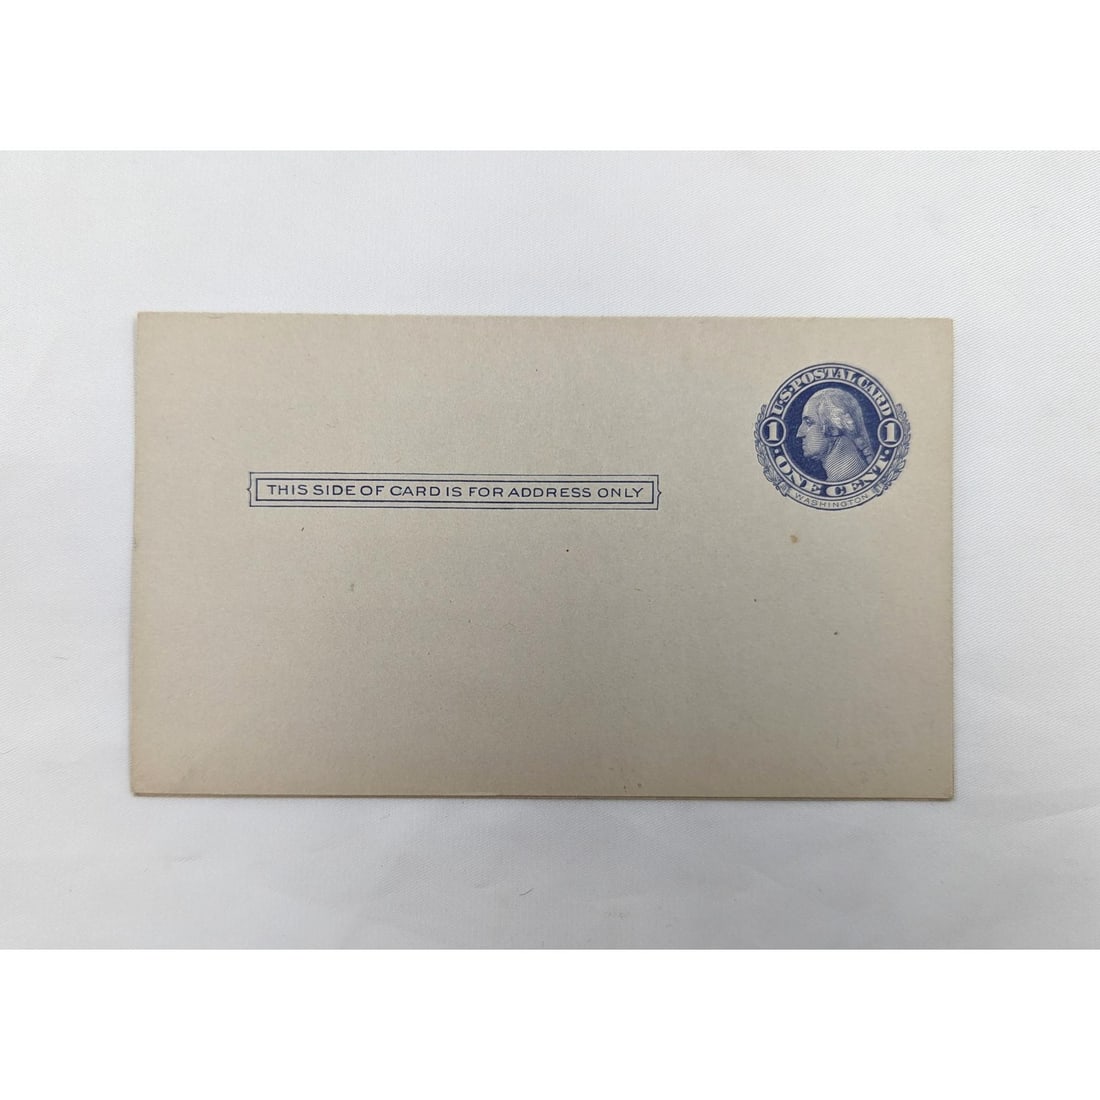 U.S. POSTAL CARD
1 1
· ONE CENT ·
WASHINGTON
THIS SIDE OF CARD IS FOR ADDRESS ONLY